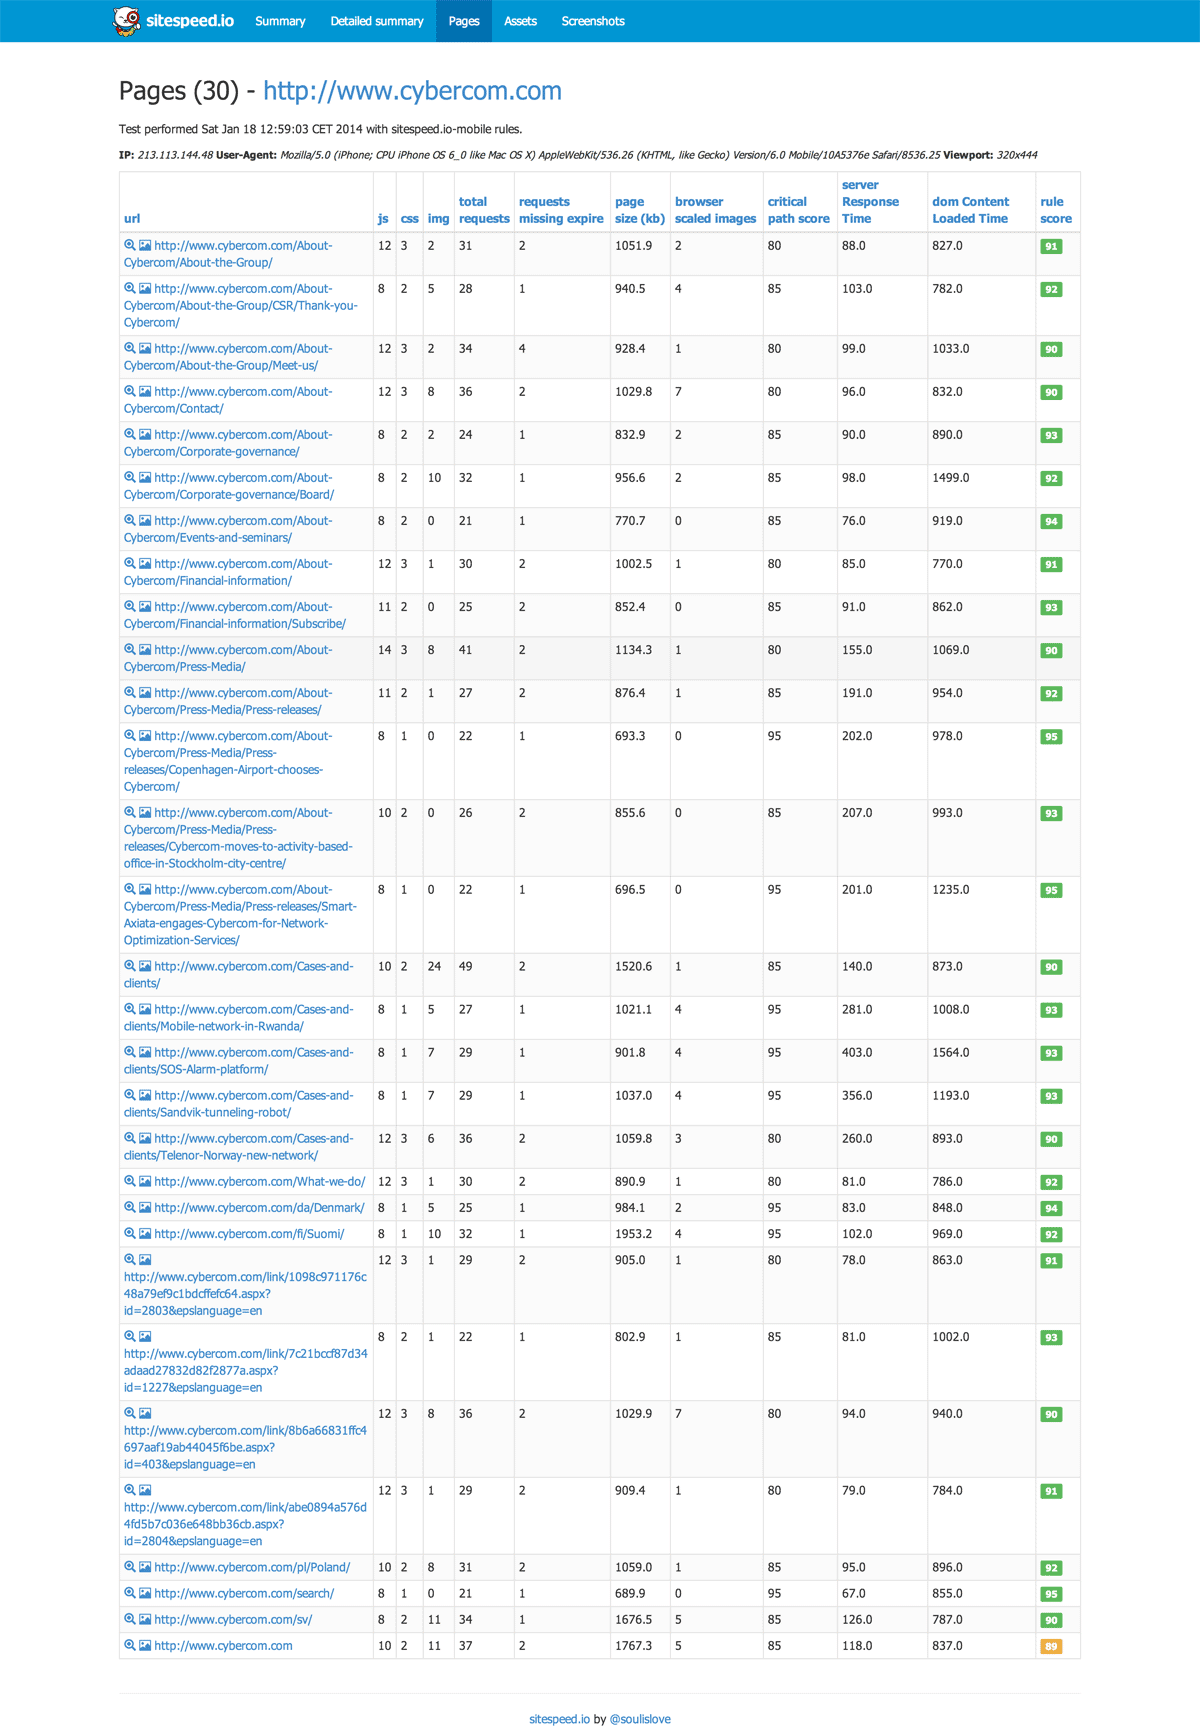 sitespeed.io Summary Detailed summary Pages Assets Screenshots
Pages (30) - http://www.cybercom.com
Test performed Sat Jan 18 12:59:03 CET 2014 with sitespeed.io-mobile rules.
IP: 213.113.144.48 User-Agent: Mozilla/5.0 (iPhone; CPU iPhone OS 6_0 like Mac OS X) AppleWebKit/536.26 (KHTML, like Gecko) Version/6.0 Mobile/10A5376e Safari/8536.25 Viewport: 320x444
server
total requests page browser critical Response dom Content rule
url js css img requests missing expire size (kb) scaled images path score Time Loaded Time score
http://www.cybercom.com/About- 12 3 2 31 2 1051.9 2 80 88.0 827.0 91
Cybercom/About-the-Group/
http://www.cybercom.com/About- 8 2 5 28 1 940.5 4 85 103.0 782.0 92
Cybercom/About-the-Group/CSR/Thank-you-
Cybercom/
http://www.cybercom.com/About- 12 3 2 34 4 928.4 1 80 99.0 1033.0 90
Cybercom/About-the-Group/Meet-us/
http://www.cybercom.com/About- 12 3 8 36 2 1029.8 7 80 96.0 832.0 90
Cybercom/Contact/
http://www.cybercom.com/About- 8 2 2 24 1 832.9 2 85 90.0 890.0 93
Cybercom/Corporate-governance/
http://www.cybercom.com/About- 8 2 10 32 1 956.6 2 85 98.0 1499.0 92
Cybercom/Corporate-governance/Board/
http://www.cybercom.com/About- 8 2 0 21 1 770.7 0 85 76.0 919.0 94
Cybercom/Events-and-seminars/
http://www.cybercom.com/About- 12 3 1 30 2 1002.5 1 80 85.0 770.0 91
Cybercom/Financial-information/
http://www.cybercom.com/About- 11 2 0 25 2 852.4 0 85 91.0 862.0 93
Cybercom/Financial-information/Subscribe/
http://www.cybercom.com/About- 14 3 8 41 2 1134.3 1 80 155.0 1069.0 90
Cybercom/Press-Media/
http://www.cybercom.com/About- 11 2 1 27 2 876.4 1 85 191.0 954.0 92
Cybercom/Press-Media/Press-releases/
http://www.cybercom.com/About- 8 1 0 22 1 693.3 0 95 202.0 978.0 95
Cybercom/Press-Media/Press-
releases/Copenhagen-Airport-chooses-
Cybercom/
http://www.cybercom.com/About- 10 2 0 26 2 855.6 0 85 207.0 993.0 93
Cybercom/Press-Media/Press-
releases/Cybercom-moves-to-activity-based-
office-in-Stockholm-city-centre/
http://www.cybercom.com/About- 8 1 0 22 1 696.5 0 95 201.0 1235.0 95
Cybercom/Press-Media/Press-releases/Smart-
Axiata-engages-Cybercom-for-Network-
Optimization-Services/
http://www.cybercom.com/Cases-and- 10 2 24 49 2 1520.6 1 85 140.0 873.0 90
clients/
http://www.cybercom.com/Cases-and- 8 1 5 27 1 1021.1 4 95 281.0 1008.0 93
clients/Mobile-network-in-Rwanda/
http://www.cybercom.com/Cases-and- 8 1 7 29 1 901.8 4 95 403.0 1564.0 93
clients/SOS-Alarm-platform/
http://www.cybercom.com/Cases-and- 8 1 7 29 1 1037.0 4 95 356.0 1193.0 93
clients/Sandvik-tunneling-robot/
http://www.cybercom.com/Cases-and- 12 3 6 36 2 1059.8 3 80 260.0 893.0 90
clients/Telenor-Norway-new-network/
http://www.cybercom.com/What-we-do/ 12 3 1 30 2 890.9 1 80 81.0 786.0 92
http://www.cybercom.com/da/Denmark/ 8 1 5 25 1 984.1 2 95 83.0 848.0 94
http://www.cybercom.com/fi/Suomi/ 8 1 10 32 1 1953.2 4 95 102.0 969.0 92
12 3 1 29 2 905.0 1 80 78.0 863.0 91
http://www.cybercom.com/link/1098c971176c
48a79ef9c1bdcffefc64.aspx?
id=2803&epslanguage=en
8 2 1 22 1 802.9 1 85 81.0 1002.0 93
http://www.cybercom.com/link/7c21bccf87d34
adaad27832d82f2877a.aspx?
id=1227&epslanguage=en
12 3 8 36 2 1029.9 7 80 94.0 940.0 90
http://www.cybercom.com/link/8b6a66831ffc4
697aaf19ab44045f6be.aspx?
id=403&epslanguage=en
12 3 1 29 2 909.4 1 80 79.0 784.0 91
http://www.cybercom.com/link/abe0894a576d
4fd5b7c036e648bb36cb.aspx?
id=2804&epslanguage=en
http://www.cybercom.com/pl/Poland/ 10 2 8 31 2 1059.0 1 85 95.0 896.0 92
http://www.cybercom.com/search/ 8 1 0 21 1 689.9 0 95 67.0 855.0 95
http://www.cybercom.com/sv/ 8 2 11 34 1 1676.5 5 85 126.0 787.0 90
http://www.cybercom.com 10 2 11 37 2 1767.3 5 85 118.0 837.0 89
sitespeed.io by @soulislove